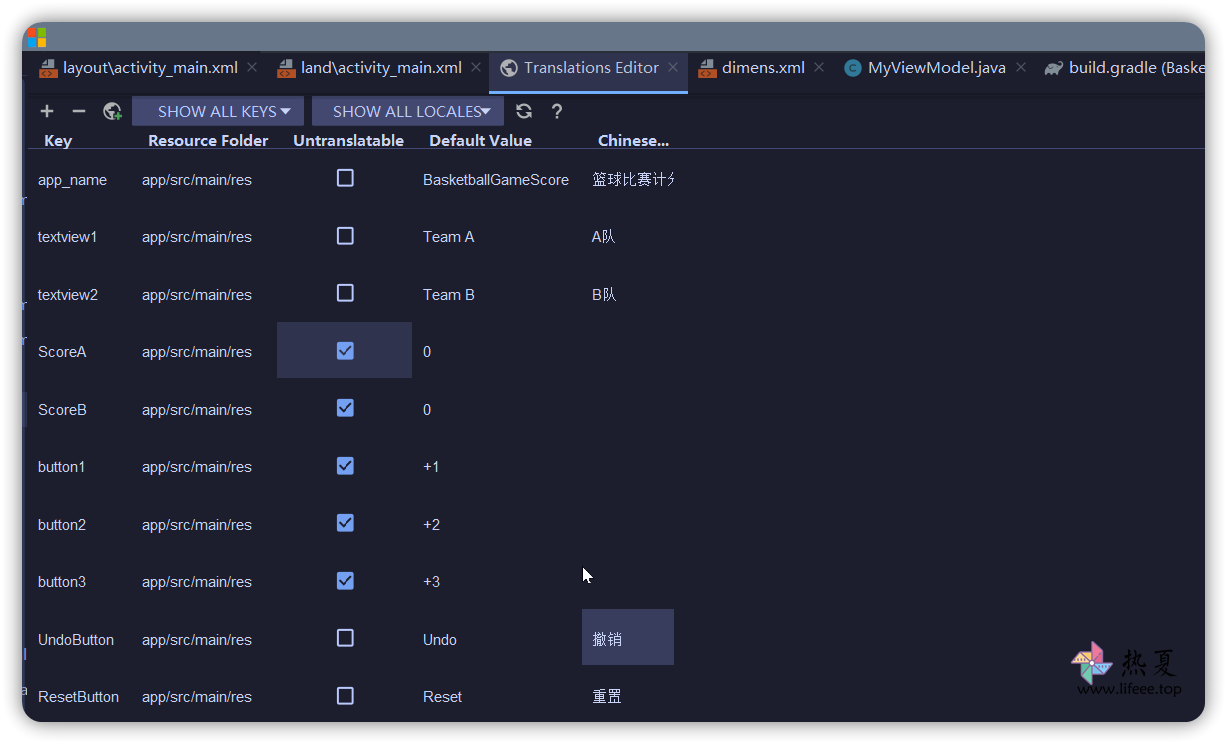 layout\activity_main.xml land\activity_main.xml Translations Editor dimens.xml MyViewModel.java build.gradle (Baske
SHOW ALL KEYS SHOW ALL LOCALES ?
Key Resource Folder Untranslatable Default Value Chinese...
app_name app/src/main/res BasketballGameScore 篮球比赛计
textview1 app/src/main/res Team A A队
textview2 app/src/main/res Team B B队
ScoreA app/src/main/res 0
ScoreB app/src/main/res 0
button1 app/src/main/res +1
button2 app/src/main/res +2
button3 app/src/main/res +3
UndoButton app/src/main/res Undo 撤销
ResetButton app/src/main/res Reset 重置
热夏
www.lifeee.top